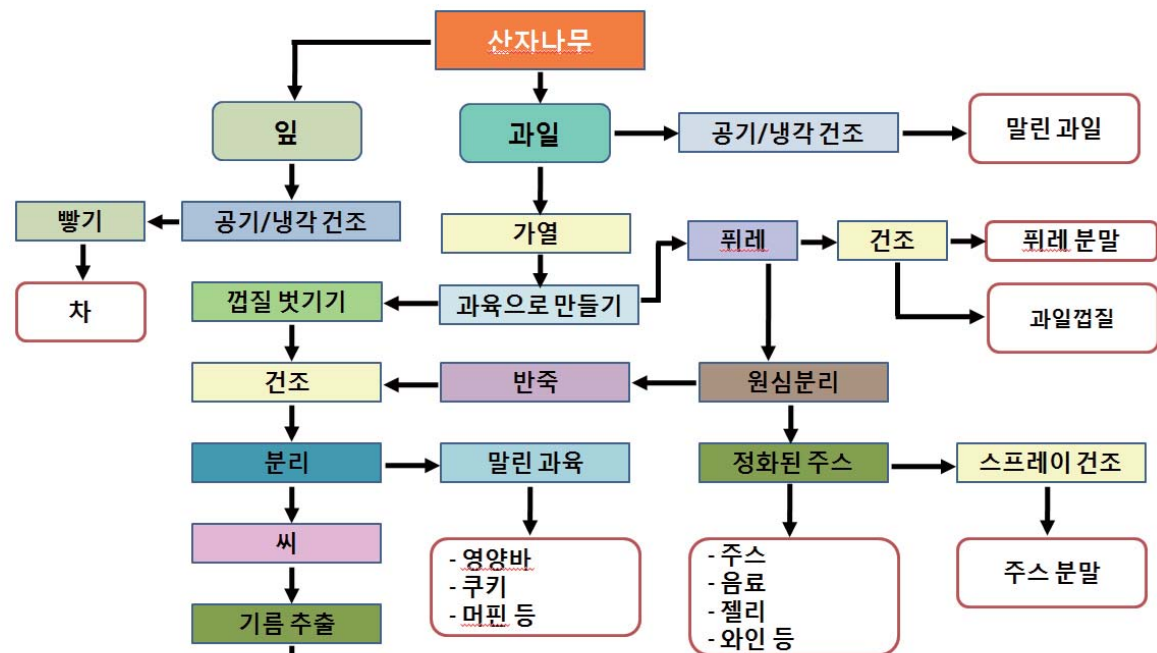 산자나무
잎
과일
공기/냉각 건조
말린 과일
빻기
공기/냉각 건조
가열
퓌레
건조
퓌레 분말
차
껍질 벗기기
과육으로 만들기
과일껍질
건조
반죽
원심분리
분리
말린 과육
정화된 주스
스프레이 건조
씨
- 영양바
- 쿠키
- 머핀 등
- 주스
- 음료
- 젤리
- 와인 등
주스 분말
기름 추출